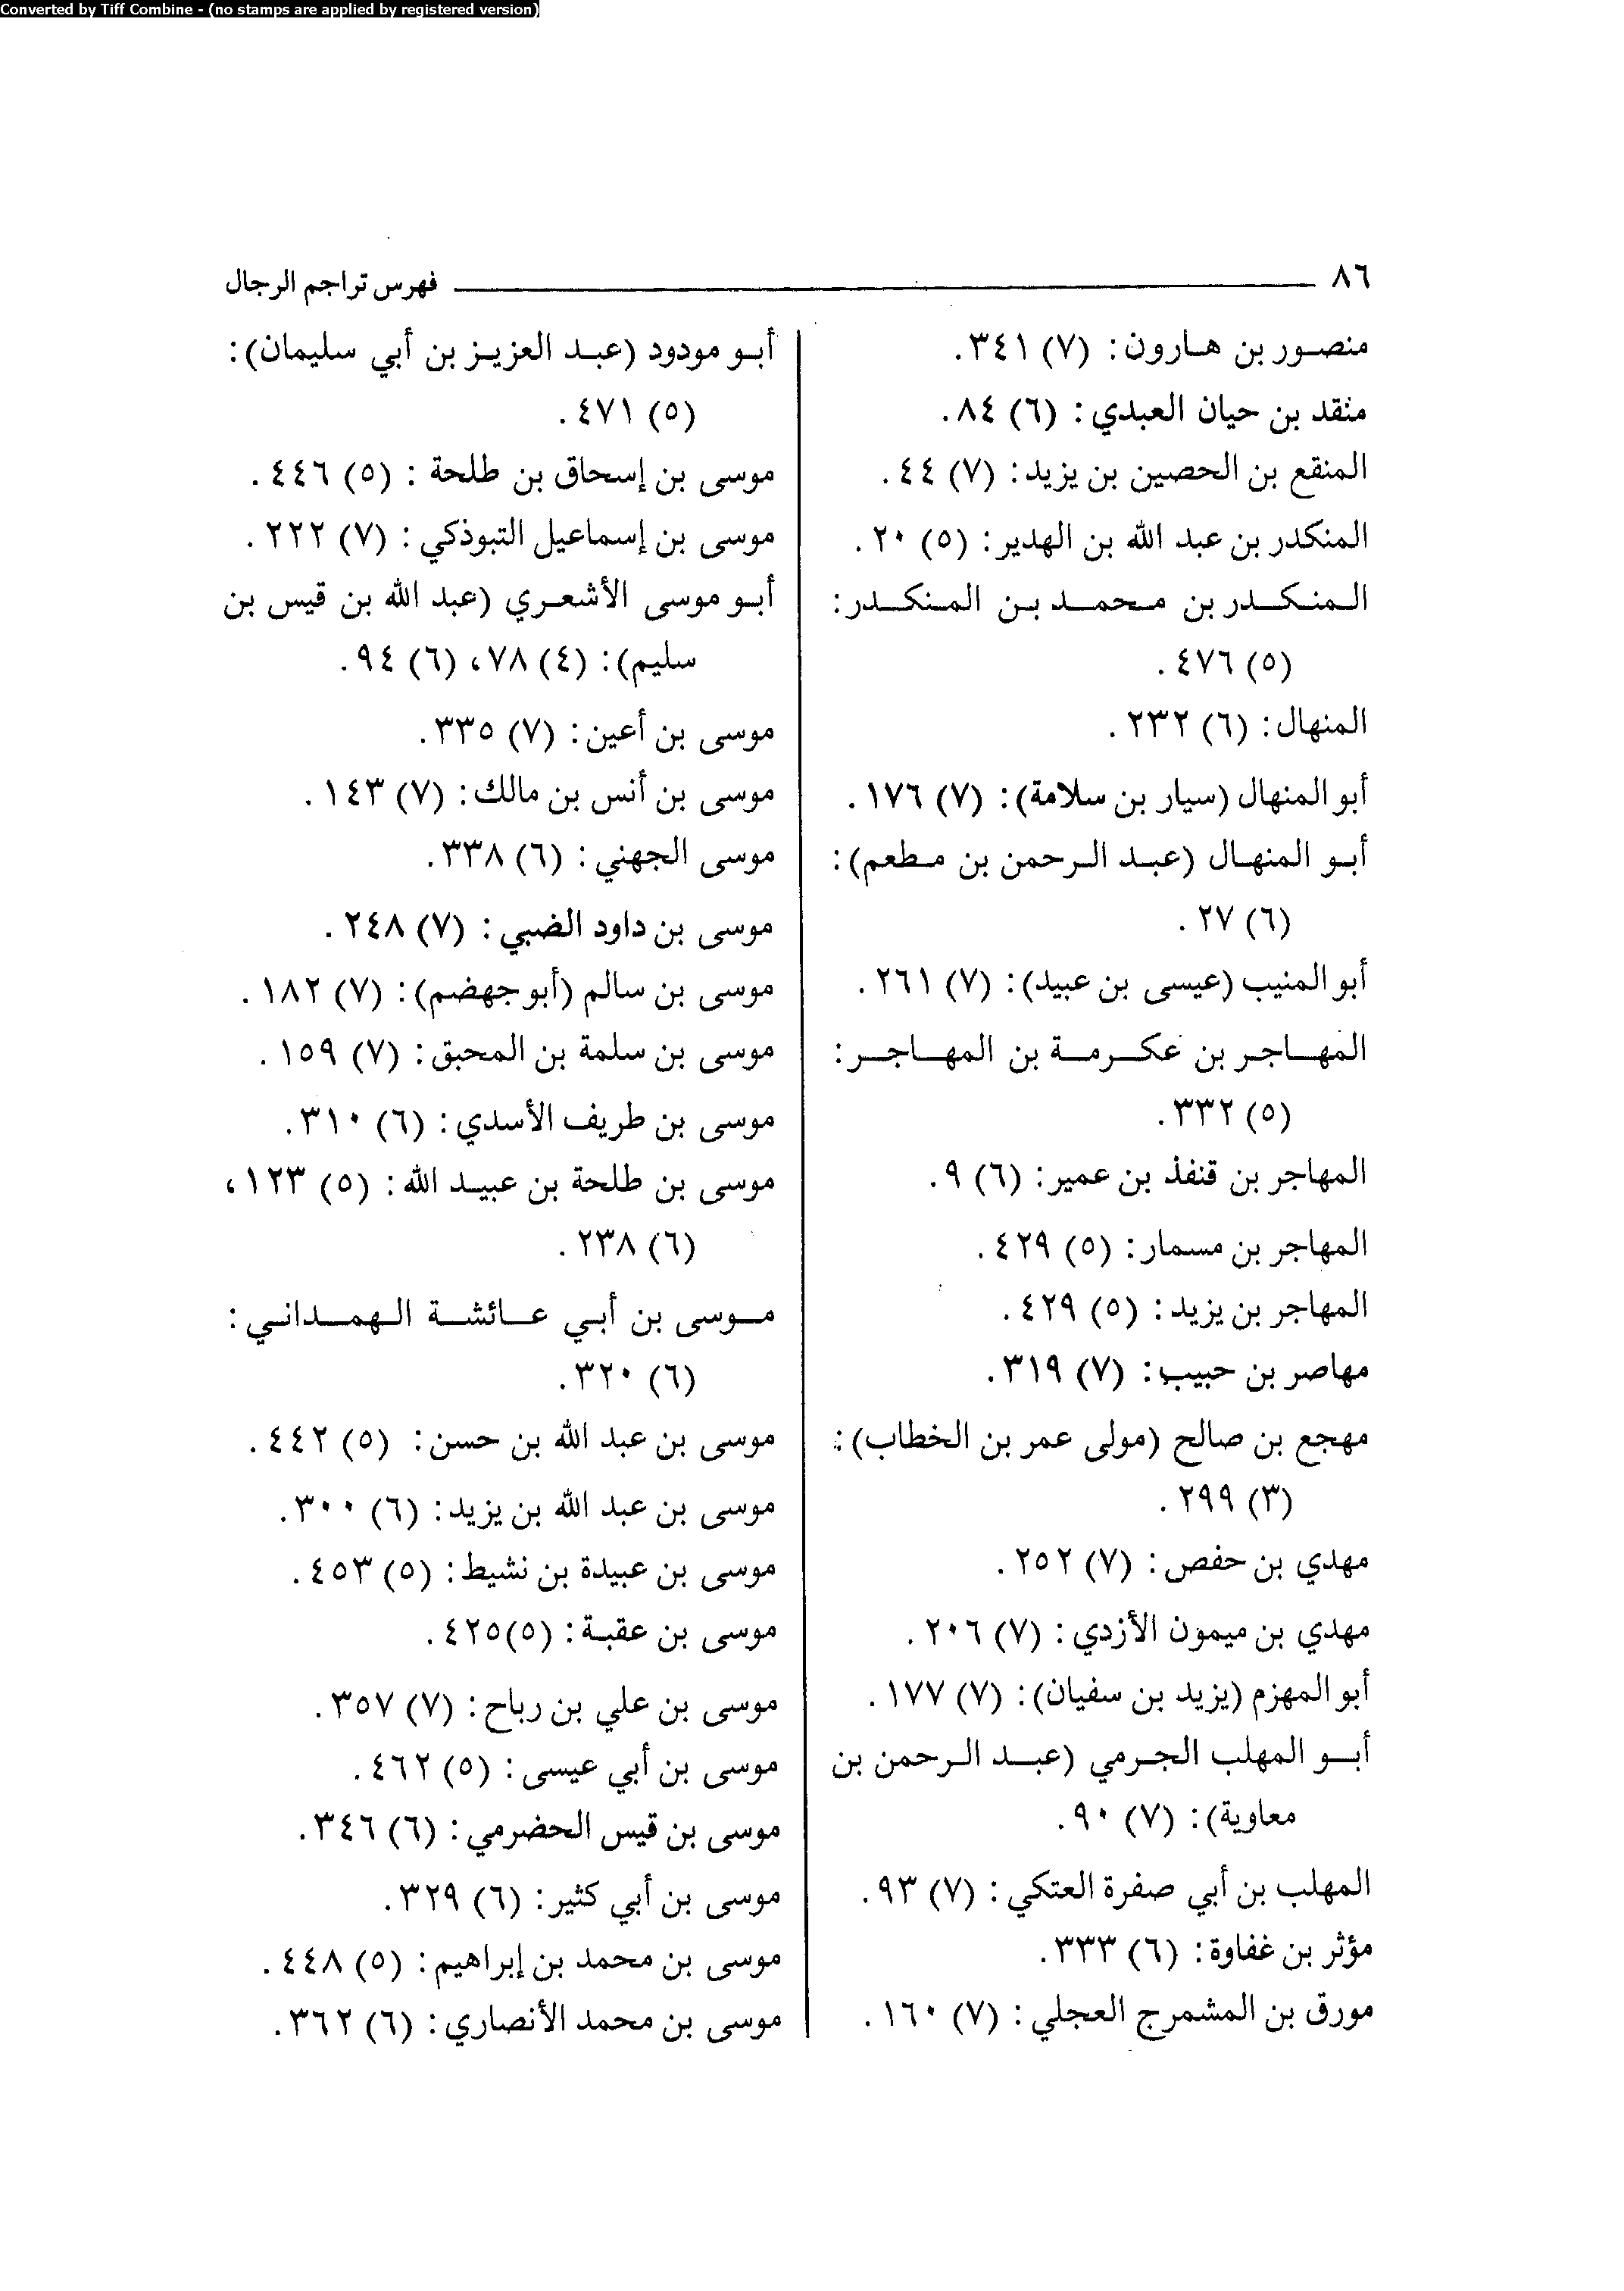 Converted by Tiff Combine - (no stamps are applied by registered version)
٨٦ فهرس تراجم الرجال
منصور بن هارون: (٧) ٣٤١.
منقد بن حيان العبدي: (٦) ٨٤.
المنقع بن الحصين بن يزيد: (٧) ٤٤.
المنكدر بن عبد الله بن الهدير: (٥) ٢٠.
المنكدر بن محمد بن المنكدر:
(٥) ٤٧٦.
المنهال: (٦) ٢٣٢.
أبو المنهال (سيار بن سلامة): (٧) ١٧٦.
أبو المنهال (عبد الرحمن بن مطعم):
(٦) ٢٧.
أبو المنيب (عيسى بن عبيد): (٧) ٢٦١.
المهاجر بن عكرمة بن المهاجر:
(٥) ٣٣٢.
المهاجر بن قنفذ بن عمير: (٦) ٩.
المهاجر بن مسمار: (٥) ٤٢٩.
المهاجر بن يزيد: (٥) ٤٢٩.
مهاصر بن حبيب: (٧) ٣١٩.
مهجع بن صالح (مولى عمر بن الخطاب):
(٣) ٢٩٩.
مهدي بن حفص: (٧) ٢٥٢.
مهدي بن ميمون الأزدي: (٧) ٢٠٦.
أبو المهزم (يزيد بن سفيان): (٧) ١٧٧.
أبو المهلب الجرمي (عبد الرحمن بن
معاوية): (٧) ٩٠.
المهلب بن أبي صفرة العتكي: (٧) ٩٣.
مؤثر بن غفاوة: (٦) ٣٣٣.
مورق بن المشمرج العجلي: (٧) ١٦٠.
أبو مودود (عبد العزيز بن أبي سليمان):
(٥) ٤٧١.
موسى بن إسحاق بن طلحة: (٥) ٤٤٦.
موسى بن إسماعيل التبوذكي: (٧) ٢٢٢.
أبو موسى الأشعري (عبد الله بن قيس بن
سليم): (٤) ٧٨، (٦) ٩٤.
موسى بن أعين: (٧) ٣٣٥.
موسى بن أنس بن مالك: (٧) ١٤٣.
موسى الجهني: (٦) ٣٣٨.
موسى بن داود الضبي: (٧) ٢٤٨.
موسى بن سالم (أبو جهضم): (٧) ١٨٢.
موسى بن سلمة بن المحبق: (٧) ١٥٩.
موسى بن طريف الأسدي: (٦) ٣١٠.
موسى بن طلحة بن عبيد الله: (٥) ١٢٣،
(٦) ٢٣٨.
موسى بن أبي عائشة الهمداني:
(٦) ٣٢٠.
موسى بن عبد الله بن حسن: (٥) ٤٤٢.
موسى بن عبد الله بن يزيد: (٦) ٣٠٠.
موسى بن عبيدة بن نشيط: (٥) ٤٥٣.
موسى بن عقبة: (٥)٤٢٥.
موسى بن علي بن رباح: (٧) ٣٥٧.
موسى بن أبي عيسى: (٥) ٤٦٢.
موسى بن قيس الحضرمي: (٦) ٣٤٦.
موسى بن أبي كثير: (٦) ٣٢٩.
موسى بن محمد بن إبراهيم: (٥) ٤٤٨.
موسى بن محمد الأنصاري: (٦) ٣٦٢.